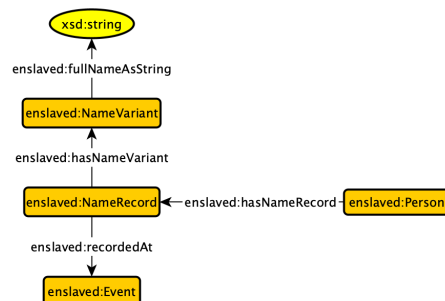 xsd:string
enslaved:fullNameAsString
enslaved:NameVariant
enslaved:hasNameVariant
enslaved:NameRecord
enslaved:hasNameRecord
enslaved:Person
enslaved:recordedAt
enslaved:Event